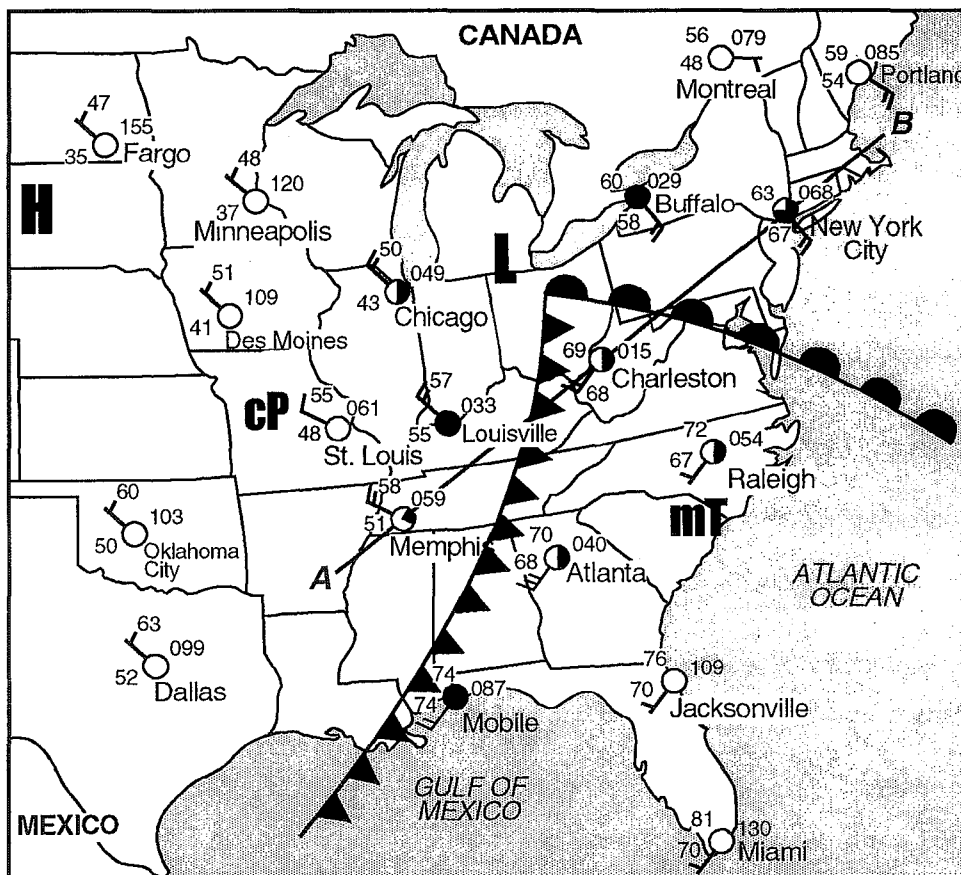 CANADA
56 079
48
Montreal
59 085
54 Portland
B
47
155
35 Fargo
48
120
37
Minneapolis
60 029
Buffalo
58
63 068
67 New York
City
H
L
50
049
43
Chicago
51
109
41
Des Moines
69 015
Charleston
68
57
033
55 Louisville
cP
55
061
48
St. Louis
72 054
67
Raleigh
mT
60
103
50 Oklahoma
City
58
059
51
Memphis
A
70 040
68
Atlanta
ATLANTIC
OCEAN
63
099
52
Dallas
74
087
74
Mobile
76 109
70
Jacksonville
GULF OF
MEXICO
MEXICO
81
130
70 Miami